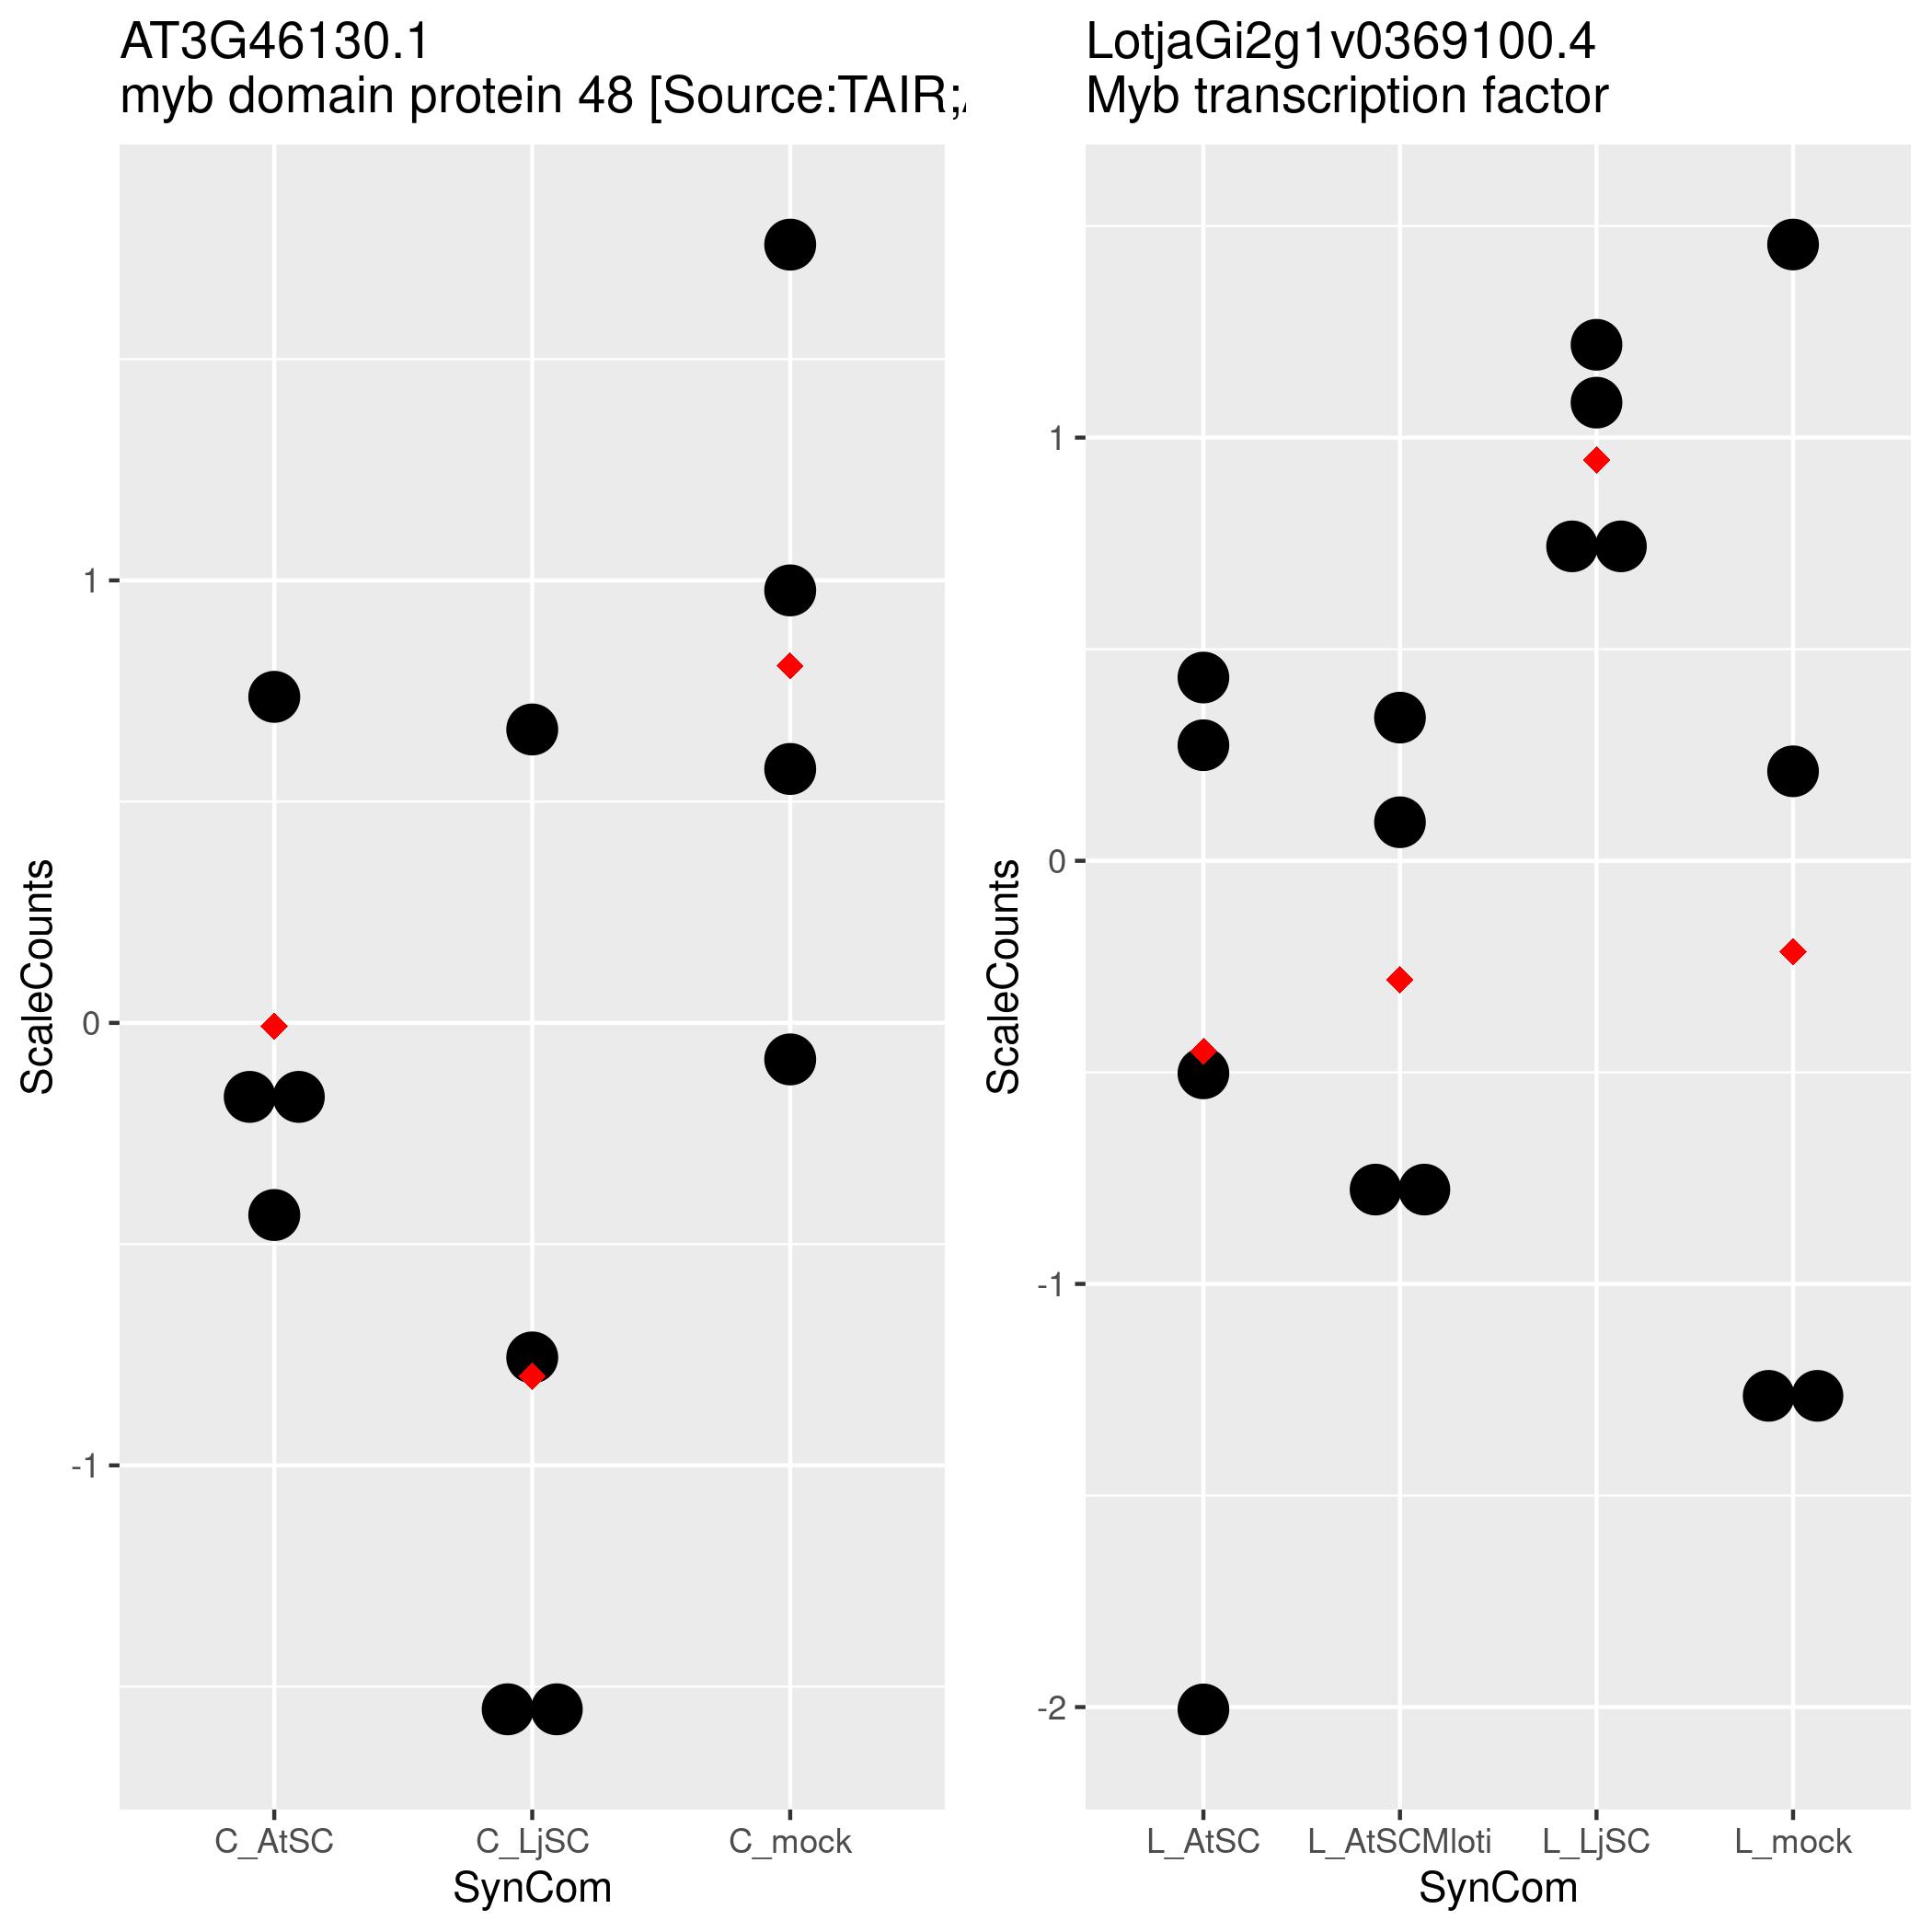 AT3G46130.1
myb domain protein 48 [Source:TAIR;
ScaleCounts
1
0
-1
C_AtSC C_LjSC C_mock
SynCom
LotjaGi2g1v0369100.4
Myb transcription factor
ScaleCounts
1
0
-1
-2
L_AtSC L_AtSCMloti L_LjSC L_mock
SynCom